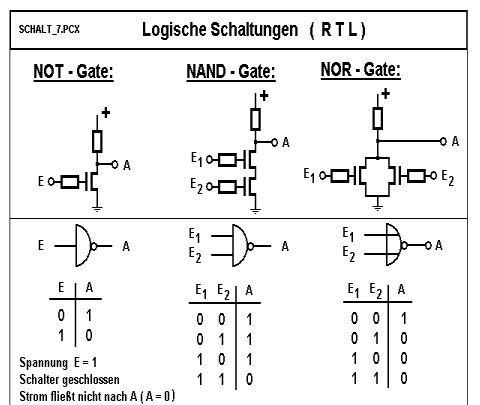 SCHALT_7.PCX
Logische Schaltungen ( R T L )
NOT - Gate:
NAND - Gate:
NOR - Gate:
+
+
+
A
A
A
E
E1
E2
E1
E2
E
A
E1
E2
A
E1
E2
A
E A
0 1
1 0
E1 E2 A
0 0 1
0 1 1
1 0 1
1 1 0
E1 E2 A
0 0 1
0 1 0
1 0 0
1 1 0
Spannung E = 1
Schalter geschlossen
Strom fließt nicht nach A ( A = 0 )